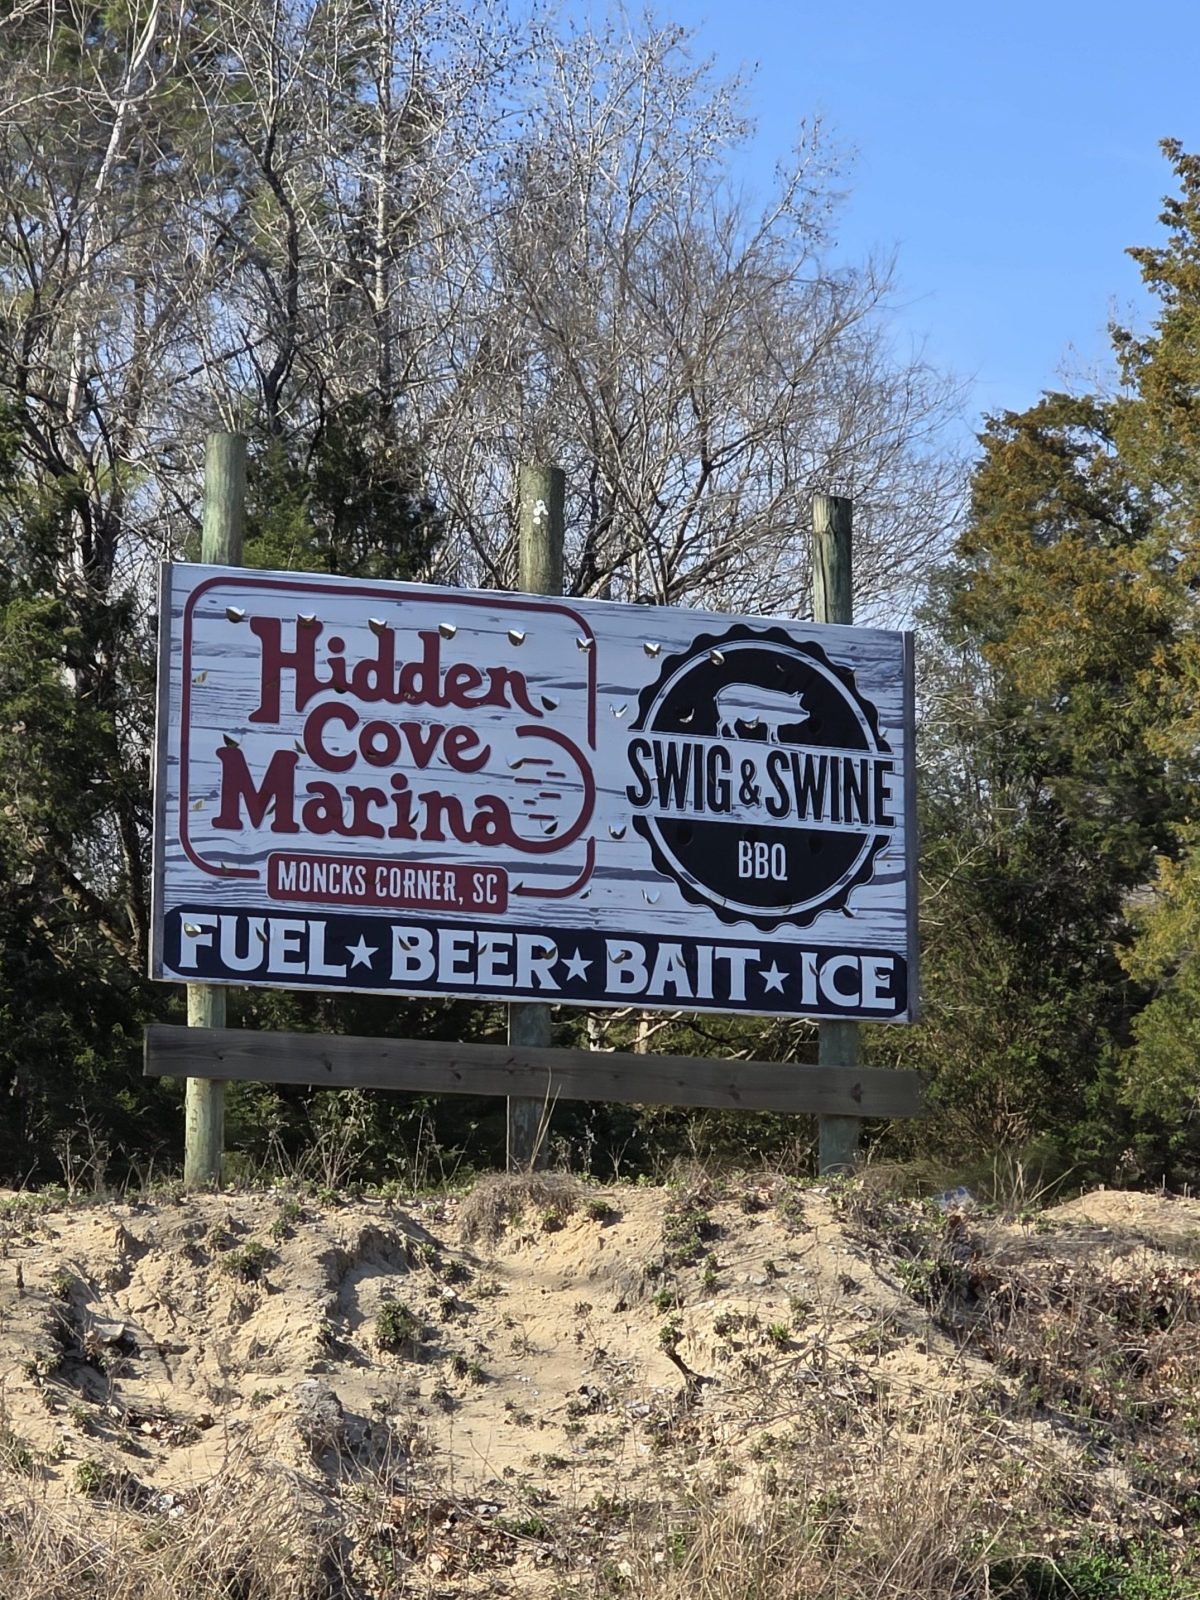 Hidden
Cove
Marina
MONCKS CORNER, SC
SWIG & SWINE
BBQ
FUEL★BEER★BAIT★ICE